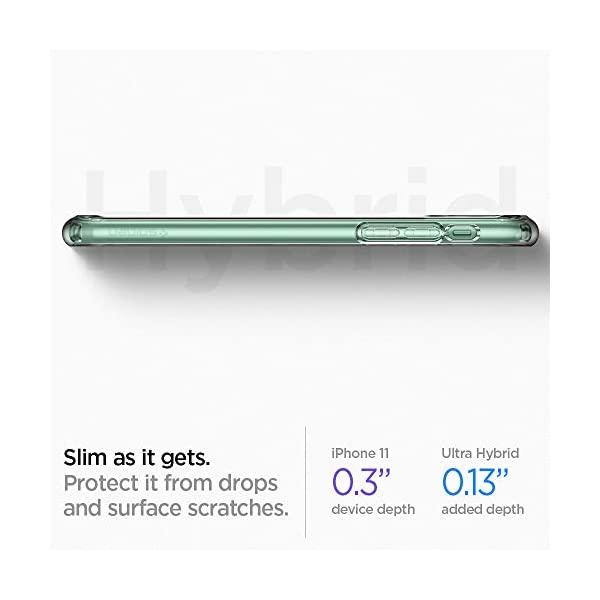 Hybrid
Slim as it gets.
Protect it from drops
and surface scratches.
iPhone 11
0.3”
device depth
Ultra Hybrid
0.13”
added depth